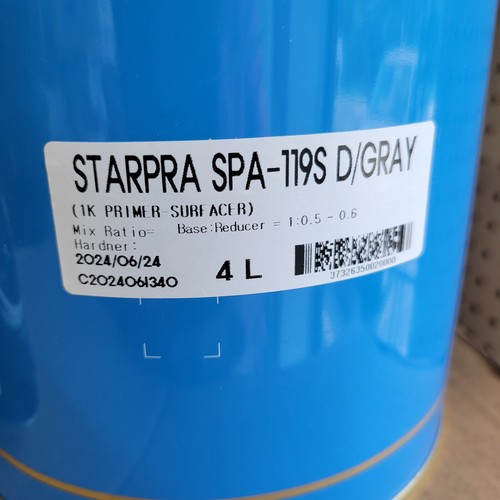 STARPRA SPA-119S D/GRAY
(1K PRIMER-SURFACER)
Mix Ratio= Base:Reducer = 1:0.5 - 0.6
Hardner:
2024/06/24
C2024061340
4 L
37326350020000